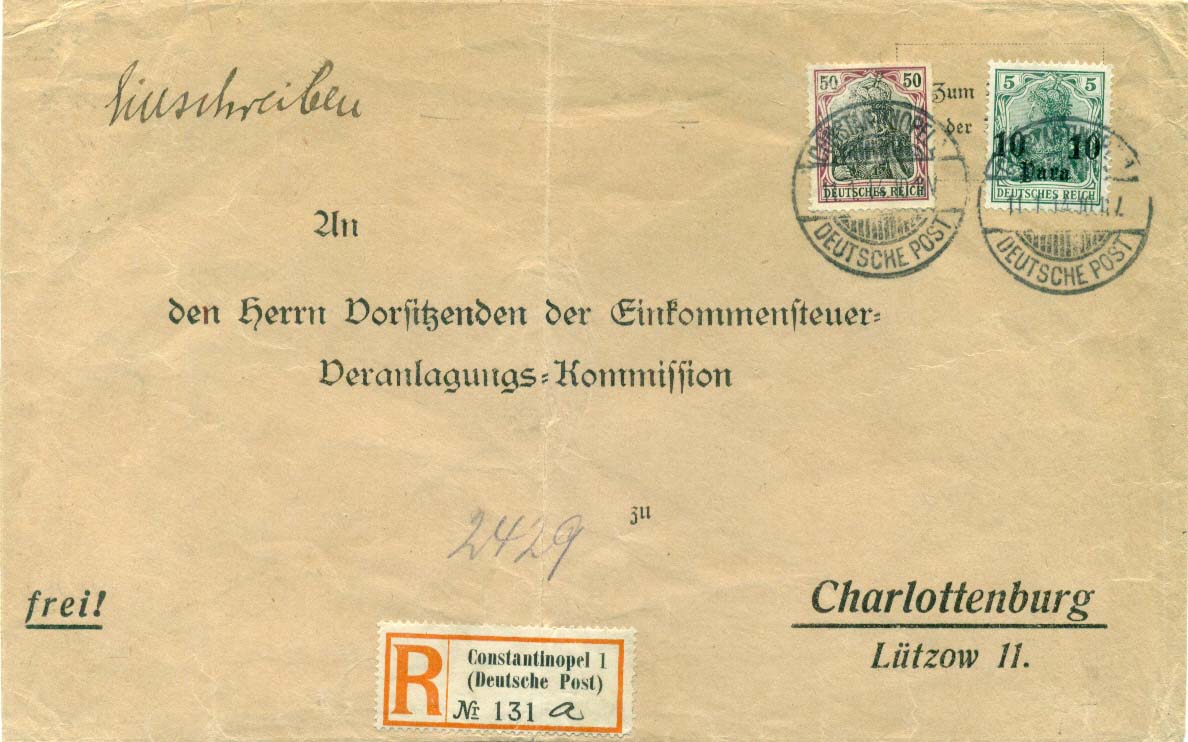 Einschreiben
50 50
DEUTSCHES REICH
Zum
der
5 5
10 10
Para
DEUTSCHES REICH
CONSTANTINOPEL 1
DEUTSCHE POST
DEUTSCHE POST
An
den Herrn Vorsitzenden der Einkommensteuer-
Veranlagungs-Kommission
zu
2429
frei!
Charlottenburg
Lützow 11.
R
Constantinopel 1
(Deutsche Post)
№ 131 a